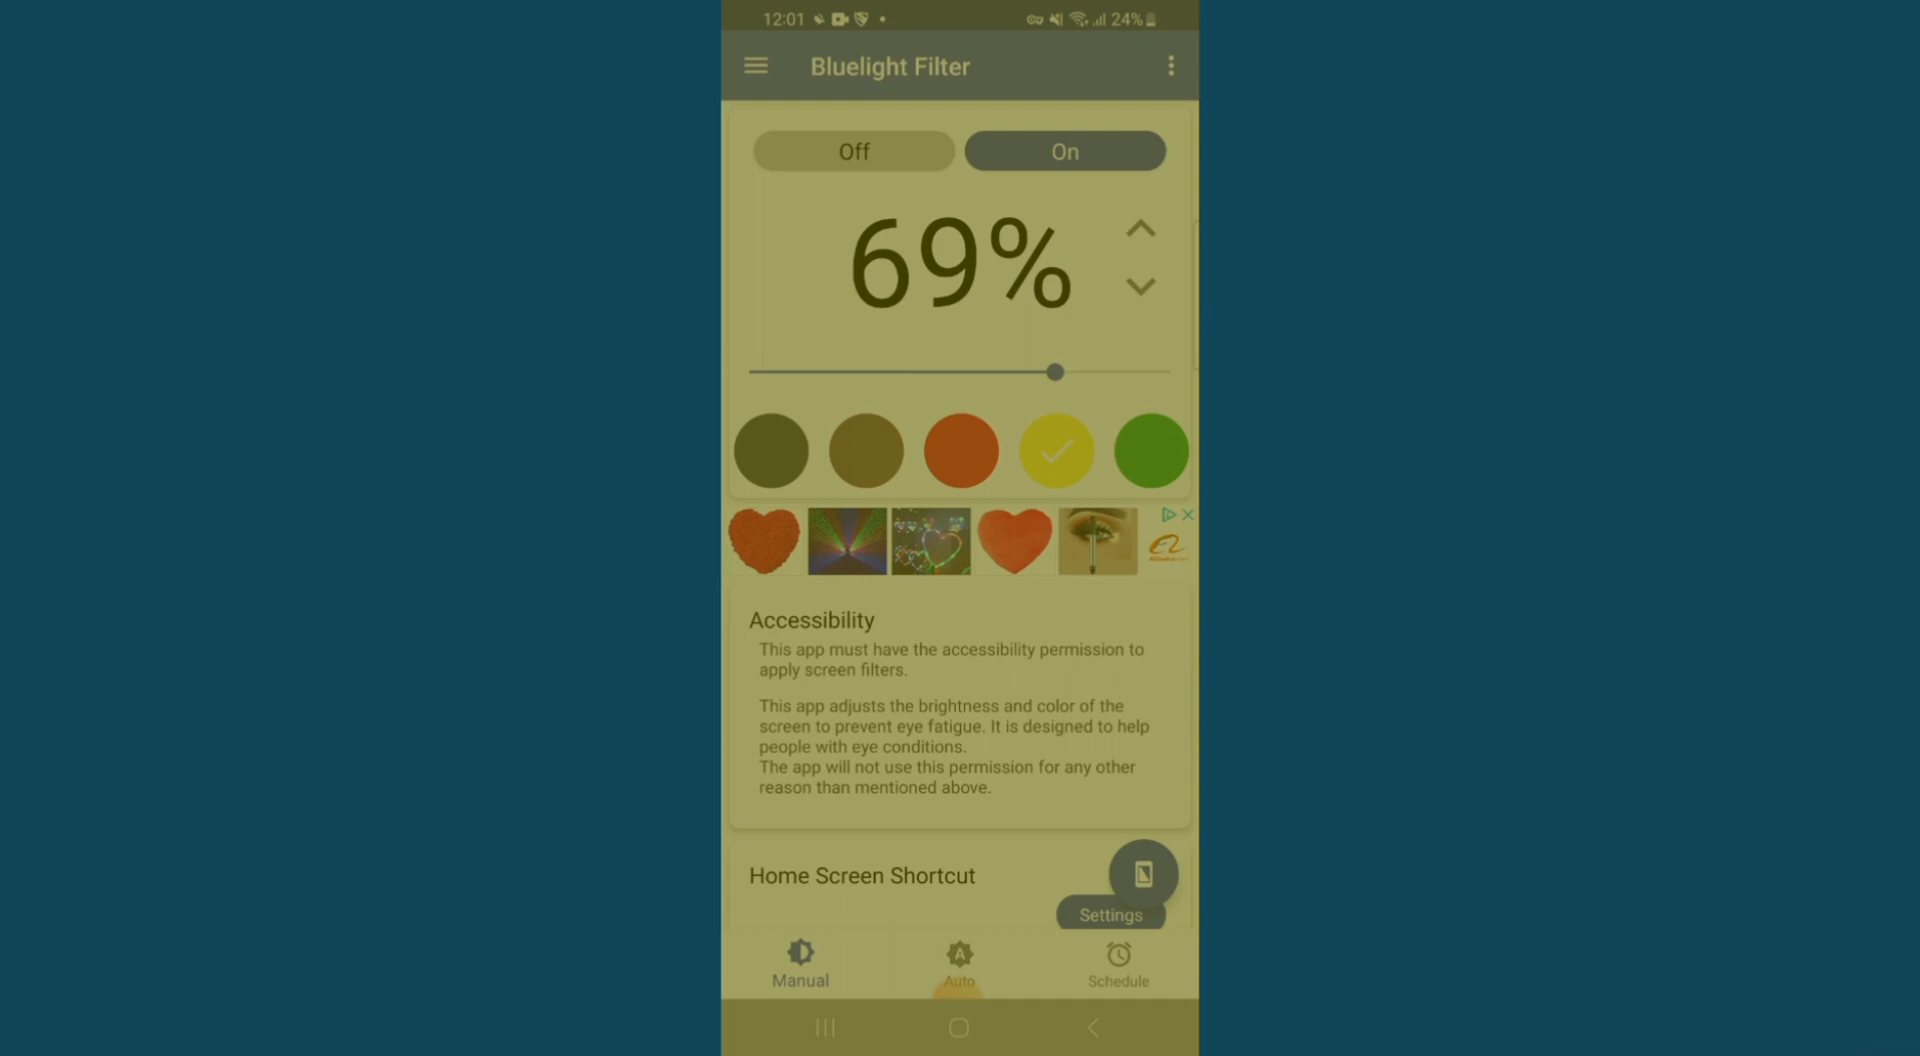 12:01
24%
Bluelight Filter
Off
On
69%
Accessibility
This app must have the accessibility permission to
apply screen filters.
This app adjusts the brightness and color of the
screen to prevent eye fatigue. It is designed to help
people with eye conditions.
The app will not use this permission for any other
reason than mentioned above.
Home Screen Shortcut
Settings
A
Manual
Auto
Schedule